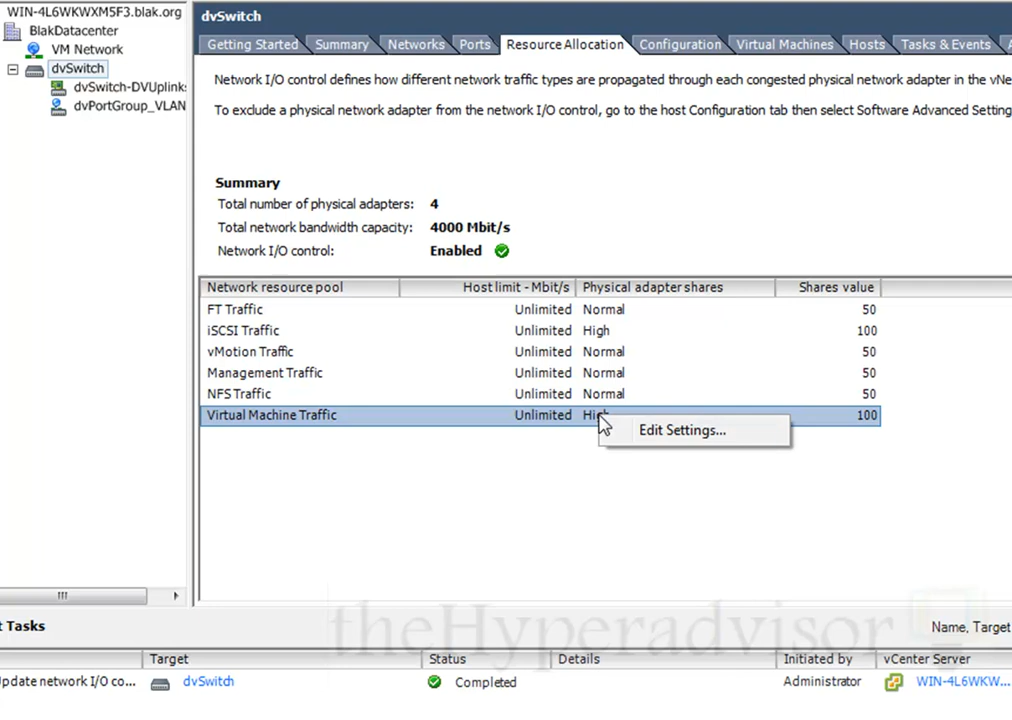 WIN-4L6WKWXM5F3.blak.org
BlakDatacenter
VM Network
dvSwitch
dvSwitch-DVUplinks
dvPortGroup_VLAN
dvSwitch
Getting Started Summary Networks Ports Resource Allocation Configuration Virtual Machines Hosts Tasks & Events
Network I/O control defines how different network traffic types are propagated through each congested physical network adapter in the vNe
To exclude a physical network adapter from the network I/O control, go to the host Configuration tab then select Software Advanced Setting
Summary
Total number of physical adapters: 4
Total network bandwidth capacity: 4000 Mbit/s
Network I/O control: Enabled
Network resource pool Host limit - Mbit/s Physical adapter shares Shares value
FT Traffic Unlimited Normal 50
iSCSI Traffic Unlimited High 100
vMotion Traffic Unlimited Normal 50
Management Traffic Unlimited Normal 50
NFS Traffic Unlimited Normal 50
Virtual Machine Traffic Unlimited High 100
Edit Settings...
t Tasks
theHyperadvisor
Name, Target
Target Status Details Initiated by vCenter Server
Update network I/O co... dvSwitch Completed Administrator WIN-4L6WKW...